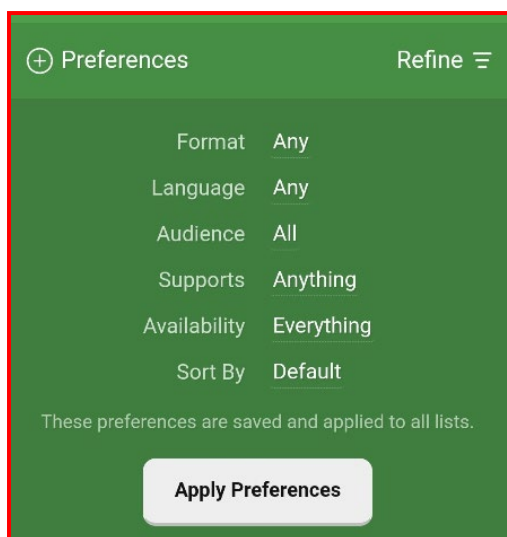 Preferences Refine
Format Any
Language Any
Audience All
Supports Anything
Availability Everything
Sort By Default
These preferences are saved and applied to all lists.
Apply Preferences